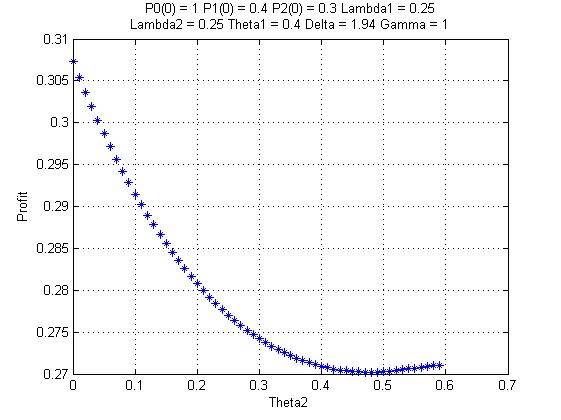 P0(0) = 1 P1(0) = 0.4 P2(0) = 0.3 Lambda1 = 0.25
Lambda2 = 0.25 Theta1 = 0.4 Delta = 1.94 Gamma = 1
0.31
0.305
0.3
0.295
0.29
0.285
0.28
0.275
0.27
Profit
0 0.1 0.2 0.3 0.4 0.5 0.6 0.7
Theta2